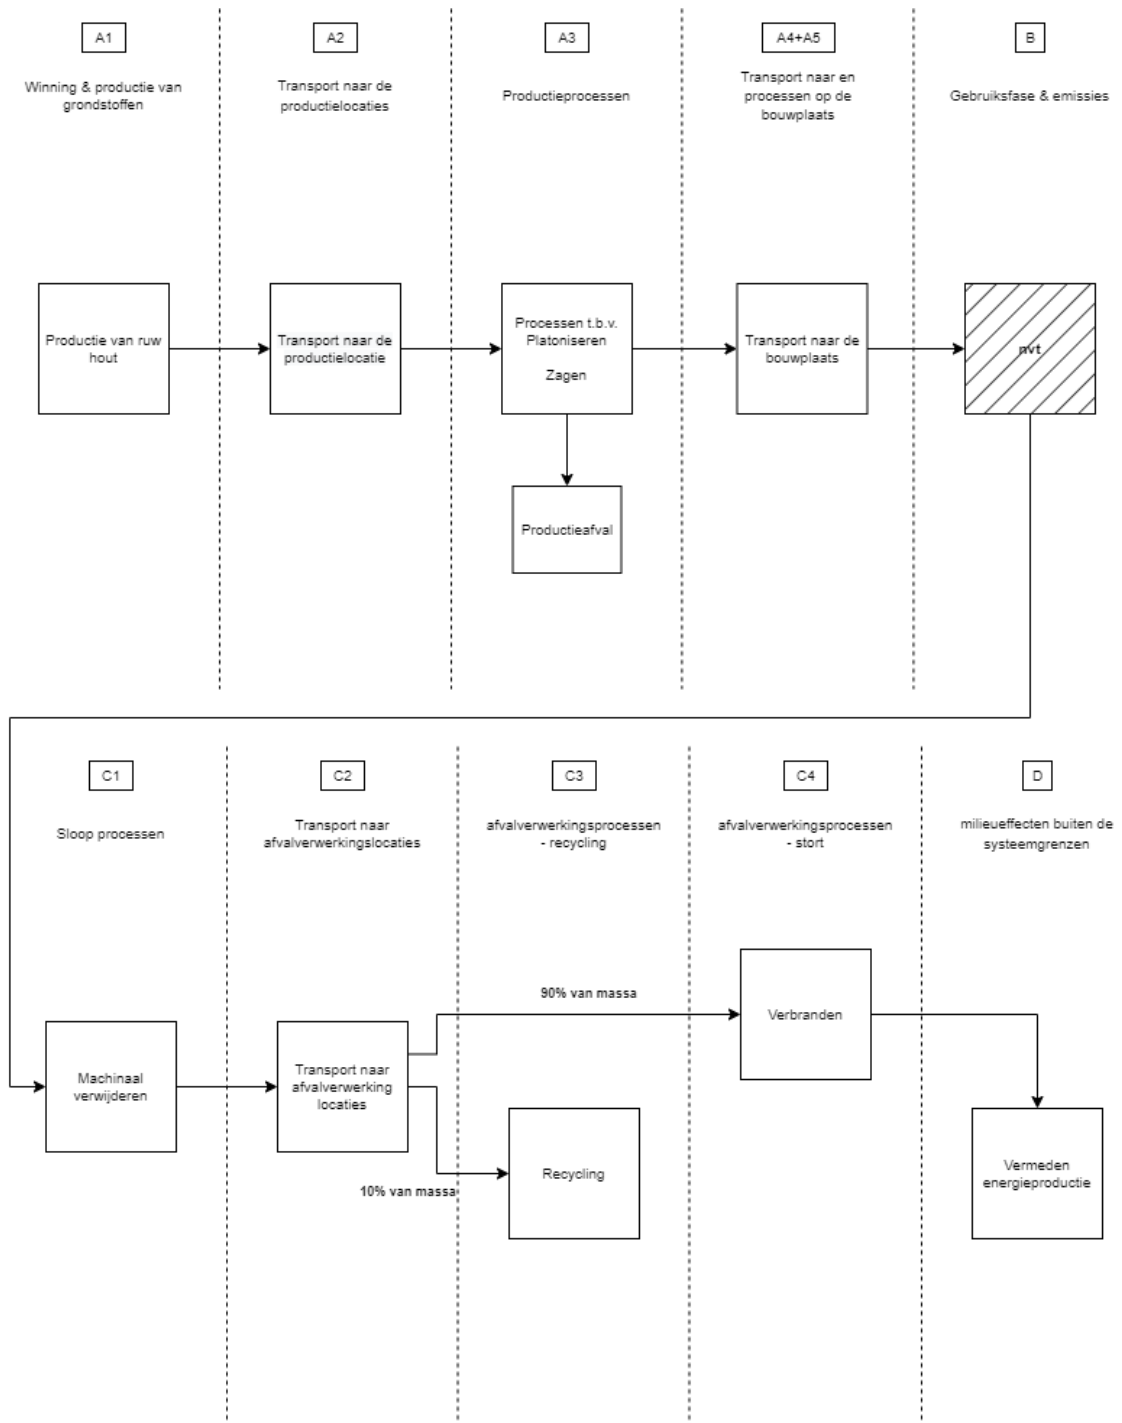 A1
A2
A3
A4+A5
B
Winning & productie van
grondstoffen
Transport naar de
productielocaties
Productieprocessen
Transport naar en
processen op de
bouwplaats
Gebruiksfase & emissies
Productie van ruw
hout
Transport naar de
productielocatie
Processen t.b.v.
Platoniseren
Zagen
Transport naar de
bouwplaats
nvt
Productieafval
C1
C2
C3
C4
D
Sloop processen
Transport naar
afvalverwerkingslocaties
afvalverwerkingsprocessen
- recycling
afvalverwerkingsprocessen
- stort
milieueffecten buiten de
systeemgrenzen
90% van massa
Verbranden
Machinaal
verwijderen
Transport naar
afvalverwerking
locaties
10% van massa
Recycling
Vermeden
energieproductie